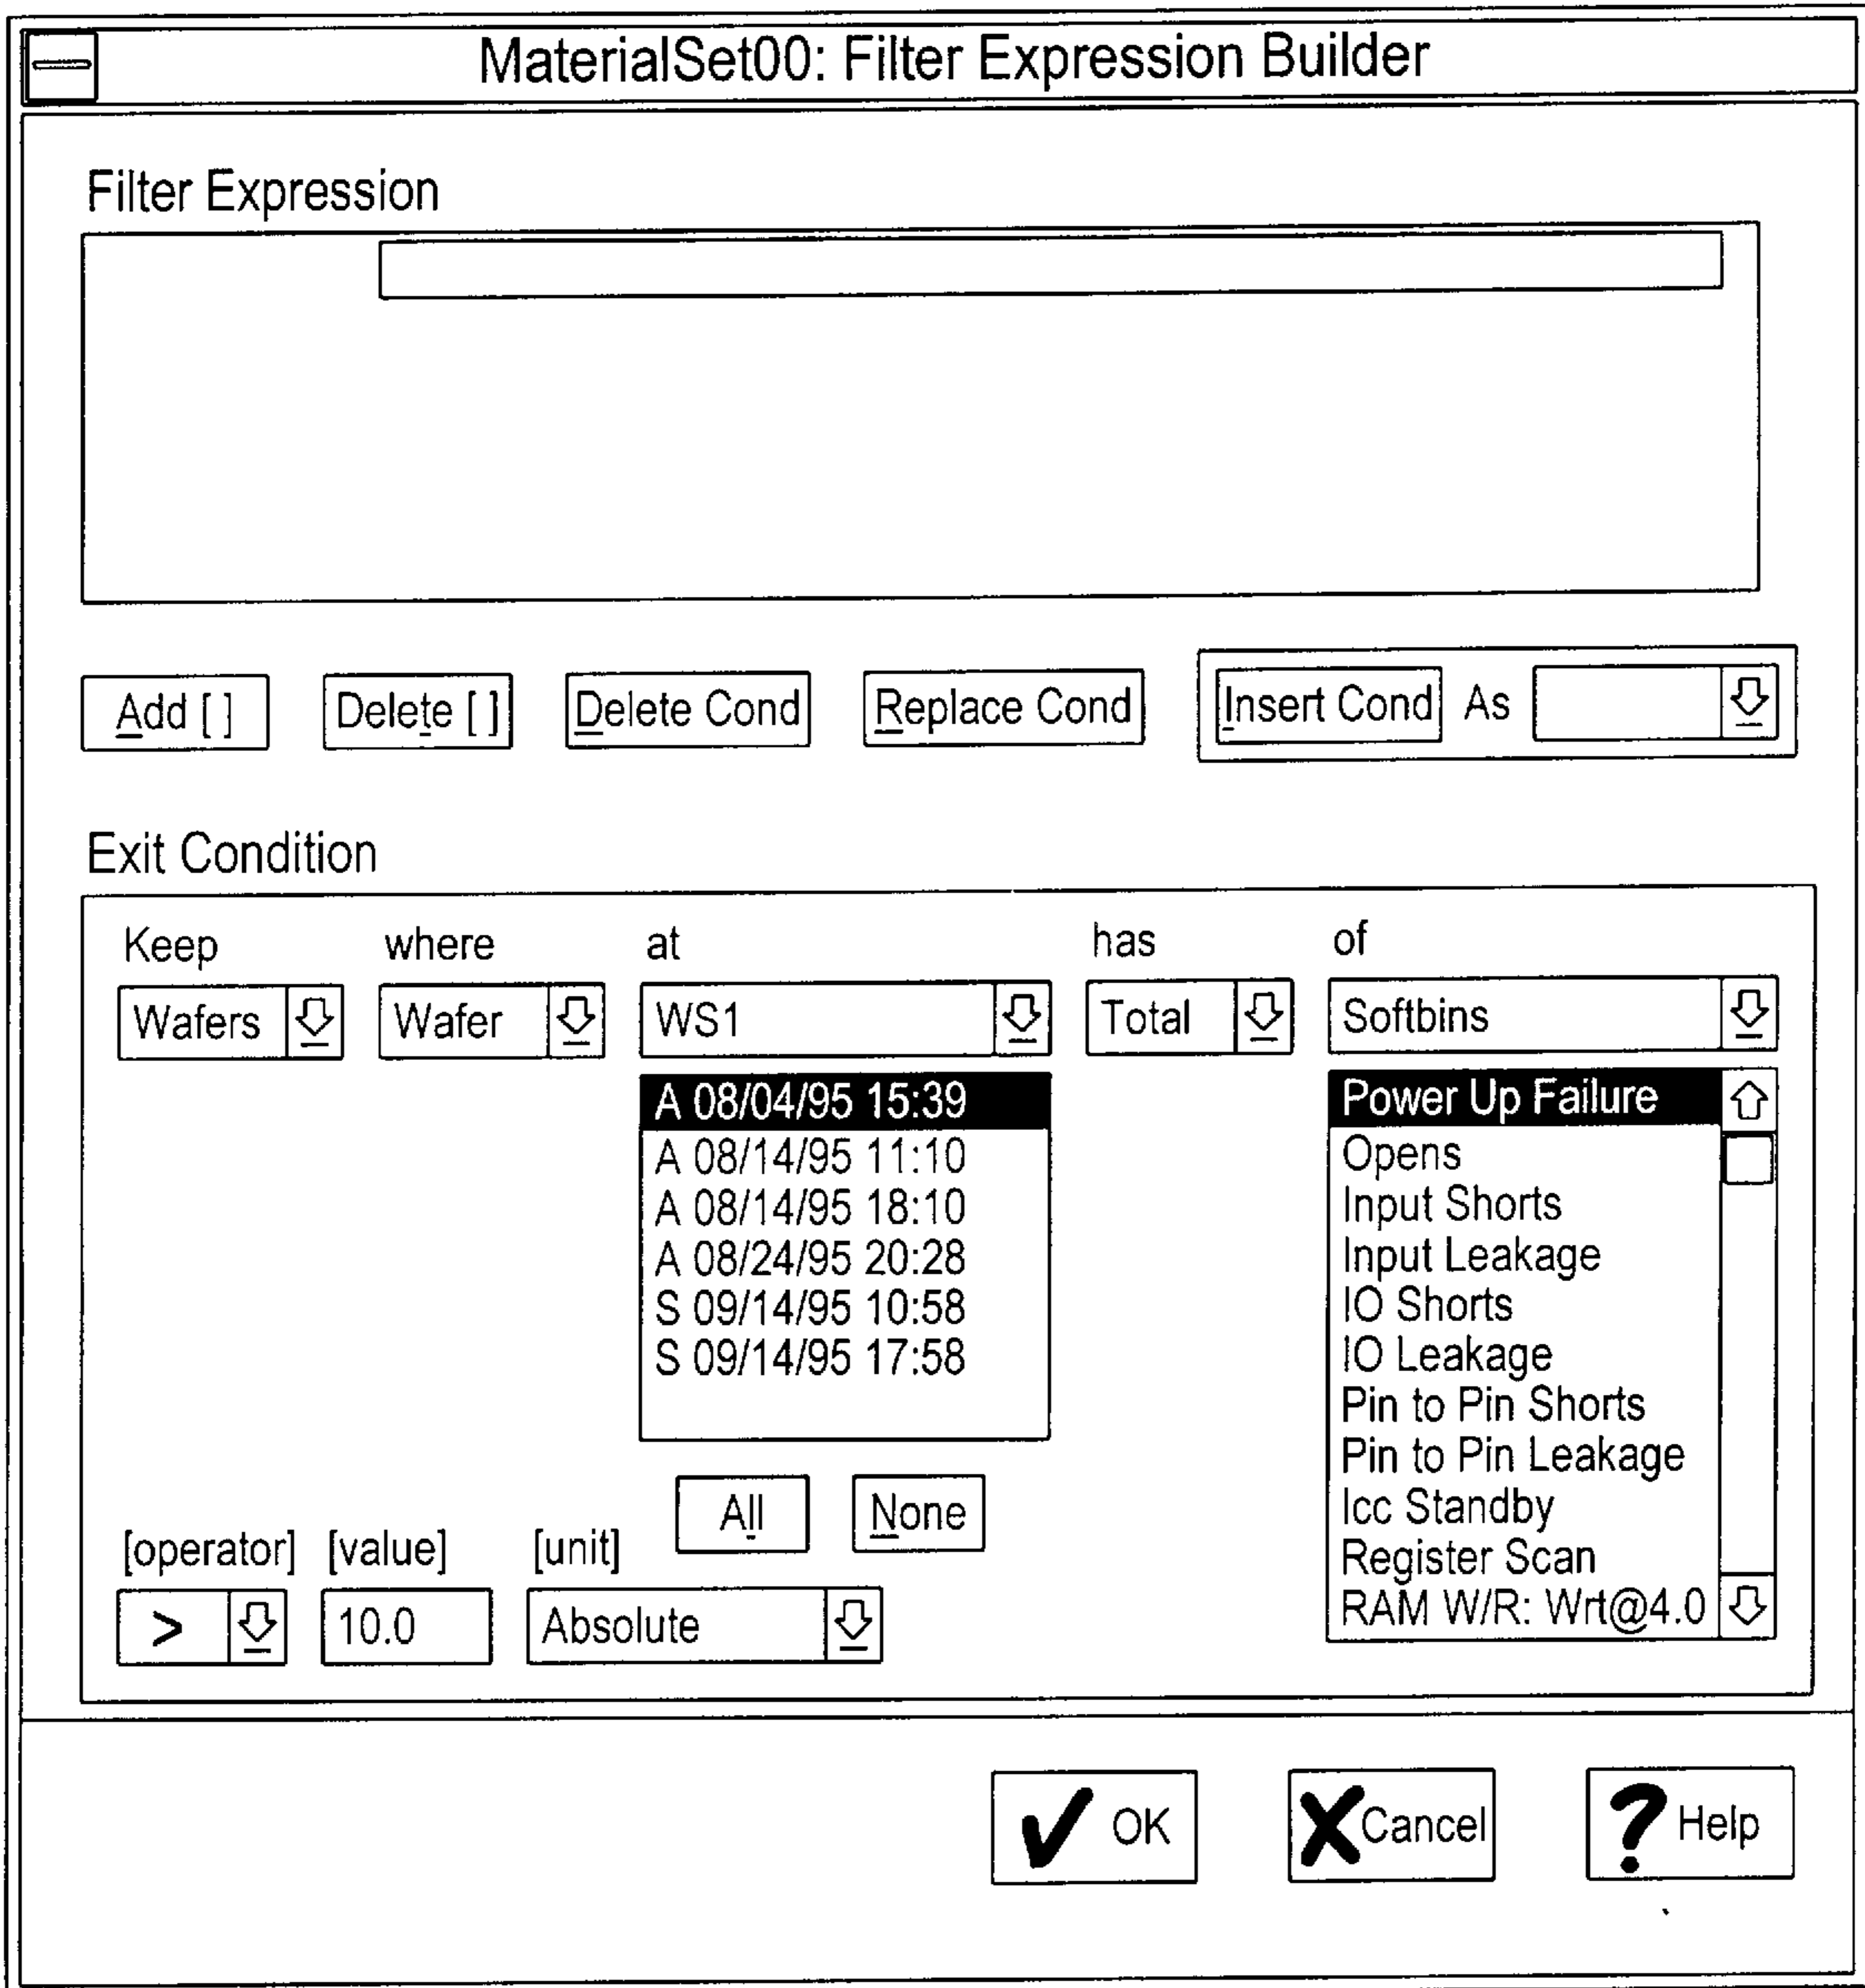 MaterialSet00: Filter Expression Builder
Filter Expression
Add [ ] Delete [ ] Delete Cond Replace Cond Insert Cond As
Exit Condition
Keep where at has of
Wafers Wafer WS1 Total Softbins
A 08/04/95 15:39
A 08/14/95 11:10
A 08/14/95 18:10
A 08/24/95 20:28
S 09/14/95 10:58
S 09/14/95 17:58
Power Up Failure
Opens
Input Shorts
Input Leakage
IO Shorts
IO Leakage
Pin to Pin Shorts
Pin to Pin Leakage
Icc Standby
Register Scan
RAM W/R: Wrt@4.0
All None
[operator] [value] [unit]
> 10.0 Absolute
OK Cancel Help